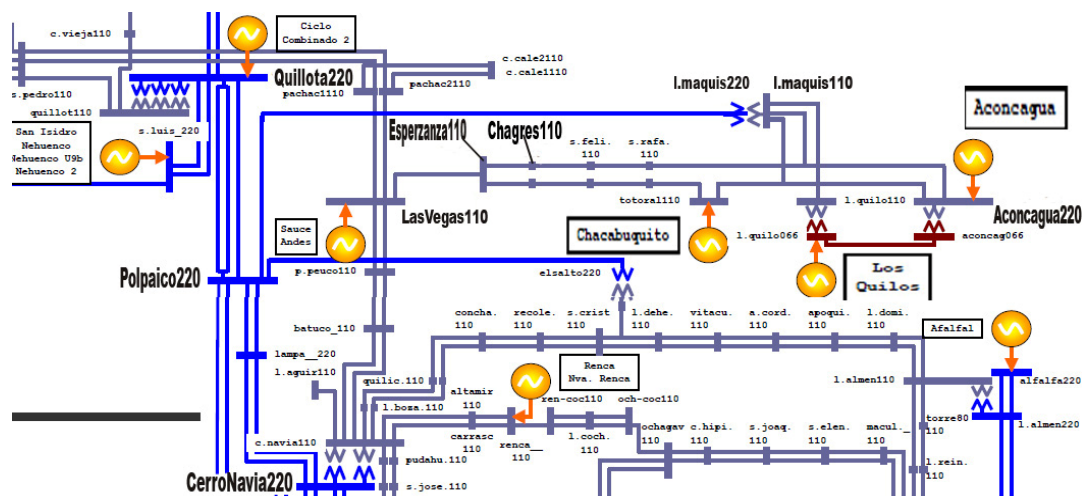 c.vieja110
Ciclo
Combinado 2
s.pedro110
Quillota220
quillot110
pachac1110
pachac2110
c.cale2110
c.cale1110
l.maquis220
l.maquis110
Aconcagua
San Isidro
Nehuenco
Nehuenco U9b
Nehuenco 2
s.luis_220
Esperanza110
Chagres110
s.feli.
110
s.rafa.
110
totoral110
l.quilo110
Aconcagua220
LasVegas110
Sauce
Andes
Chacabuquito
l.quilo066
aconcag066
Los
Quilos
Polpaico220
p.peuco110
elsalto220
batuco_110
concha.
110
recole.
110
s.crist
110
l.dehe.
110
vitacu.
110
a.cord.
110
apoqui.
110
l.domi.
110
Afalfal
lampa__220
l.aguir110
quilic.110
Renca
Nva. Renca
l.almen110
alfalfa220
altamir
110
ren-coc110
och-coc110
l.bosa.110
torre80
110
l.almen220
c.navia110
carrasc
110
renca__
110
l.coch.
110
ochagav
110
c.hipi.
110
s.joaq.
110
s.elen.
110
macul._
110
pudahu.110
l.rein.
110
CerroNavia220
s.jose.110